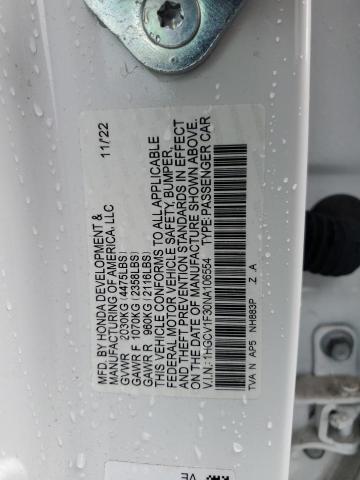 MFD. BY HONDA DEVELOPMENT & 11/22
MANUFACTURING OF AMERICA, LLC
GVWR 2030KG (4475LBS)
GAWR F 1070KG (2358LBS)
GAWR R 960KG (2116LBS)
THIS VEHICLE CONFORMS TO ALL APPLICABLE
FEDERAL MOTOR VEHICLE SAFETY, BUMPER,
AND THEFT PREVENTION STANDARDS IN EFFECT
ON THE DATE OF MANUFACTURE SHOWN ABOVE.
V.I.N.: 1HGCV1F30NA106554 TYPE: PASSENGER CAR
TVA N AP5 NH883P Z .A
VE